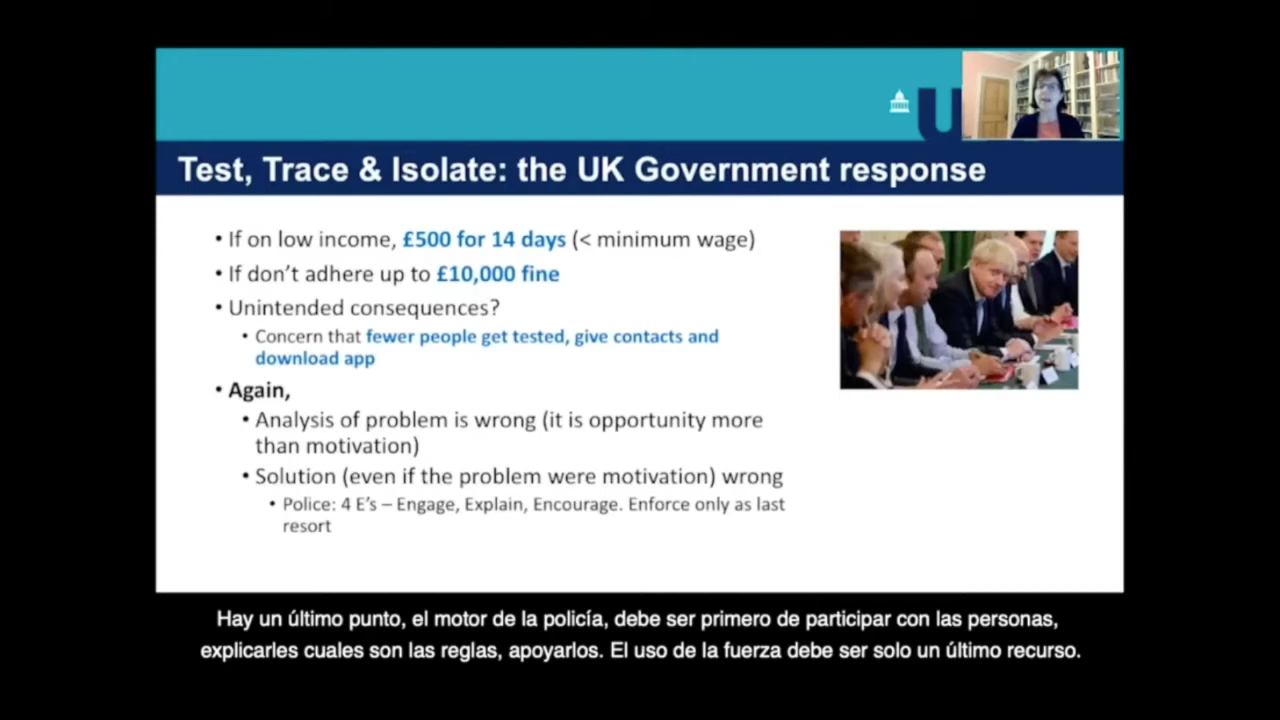 U
Test, Trace & Isolate: the UK Government response
• If on low income, £500 for 14 days (< minimum wage)
• If don't adhere up to £10,000 fine
• Unintended consequences?
• Concern that fewer people get tested, give contacts and
download app
• Again,
• Analysis of problem is wrong (it is opportunity more
than motivation)
• Solution (even if the problem were motivation) wrong
• Police: 4 E's – Engage, Explain, Encourage. Enforce only as last
resort
Hay un último punto, el motor de la policía, debe ser primero de participar con las personas,
explicarles cuales son las reglas, apoyarlos. El uso de la fuerza debe ser solo un último recurso.